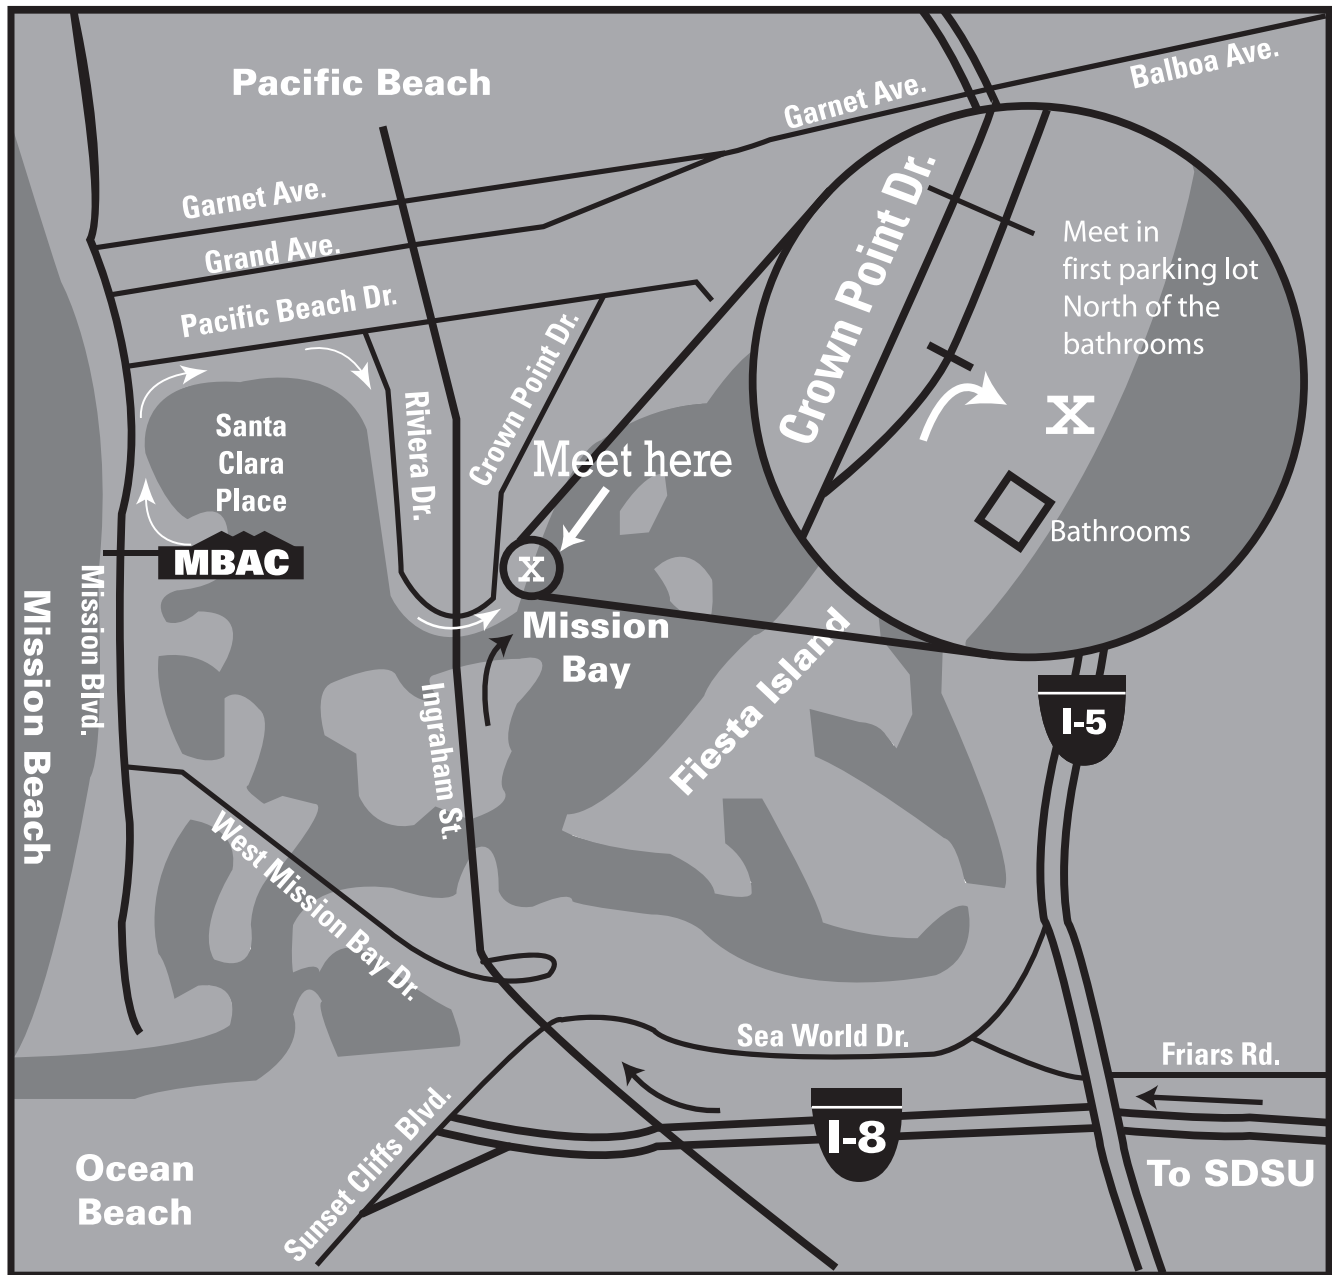 Pacific Beach
Balboa Ave.
Garnet Ave.
Garnet Ave.
Grand Ave.
Pacific Beach Dr.
Crown Point Dr.
Meet in
first parking lot
North of the
bathrooms
X
Bathrooms
Santa
Clara
Place
MBAC
Riviera Dr.
Crown Point Dr.
Meet here
X
Mission
Bay
Mission Beach
Mission Blvd.
Ingraham St.
Fiesta Island
I-5
West Mission Bay Dr.
Sea World Dr.
Friars Rd.
I-8
To SDSU
Sunset Cliffs Blvd.
Ocean
Beach